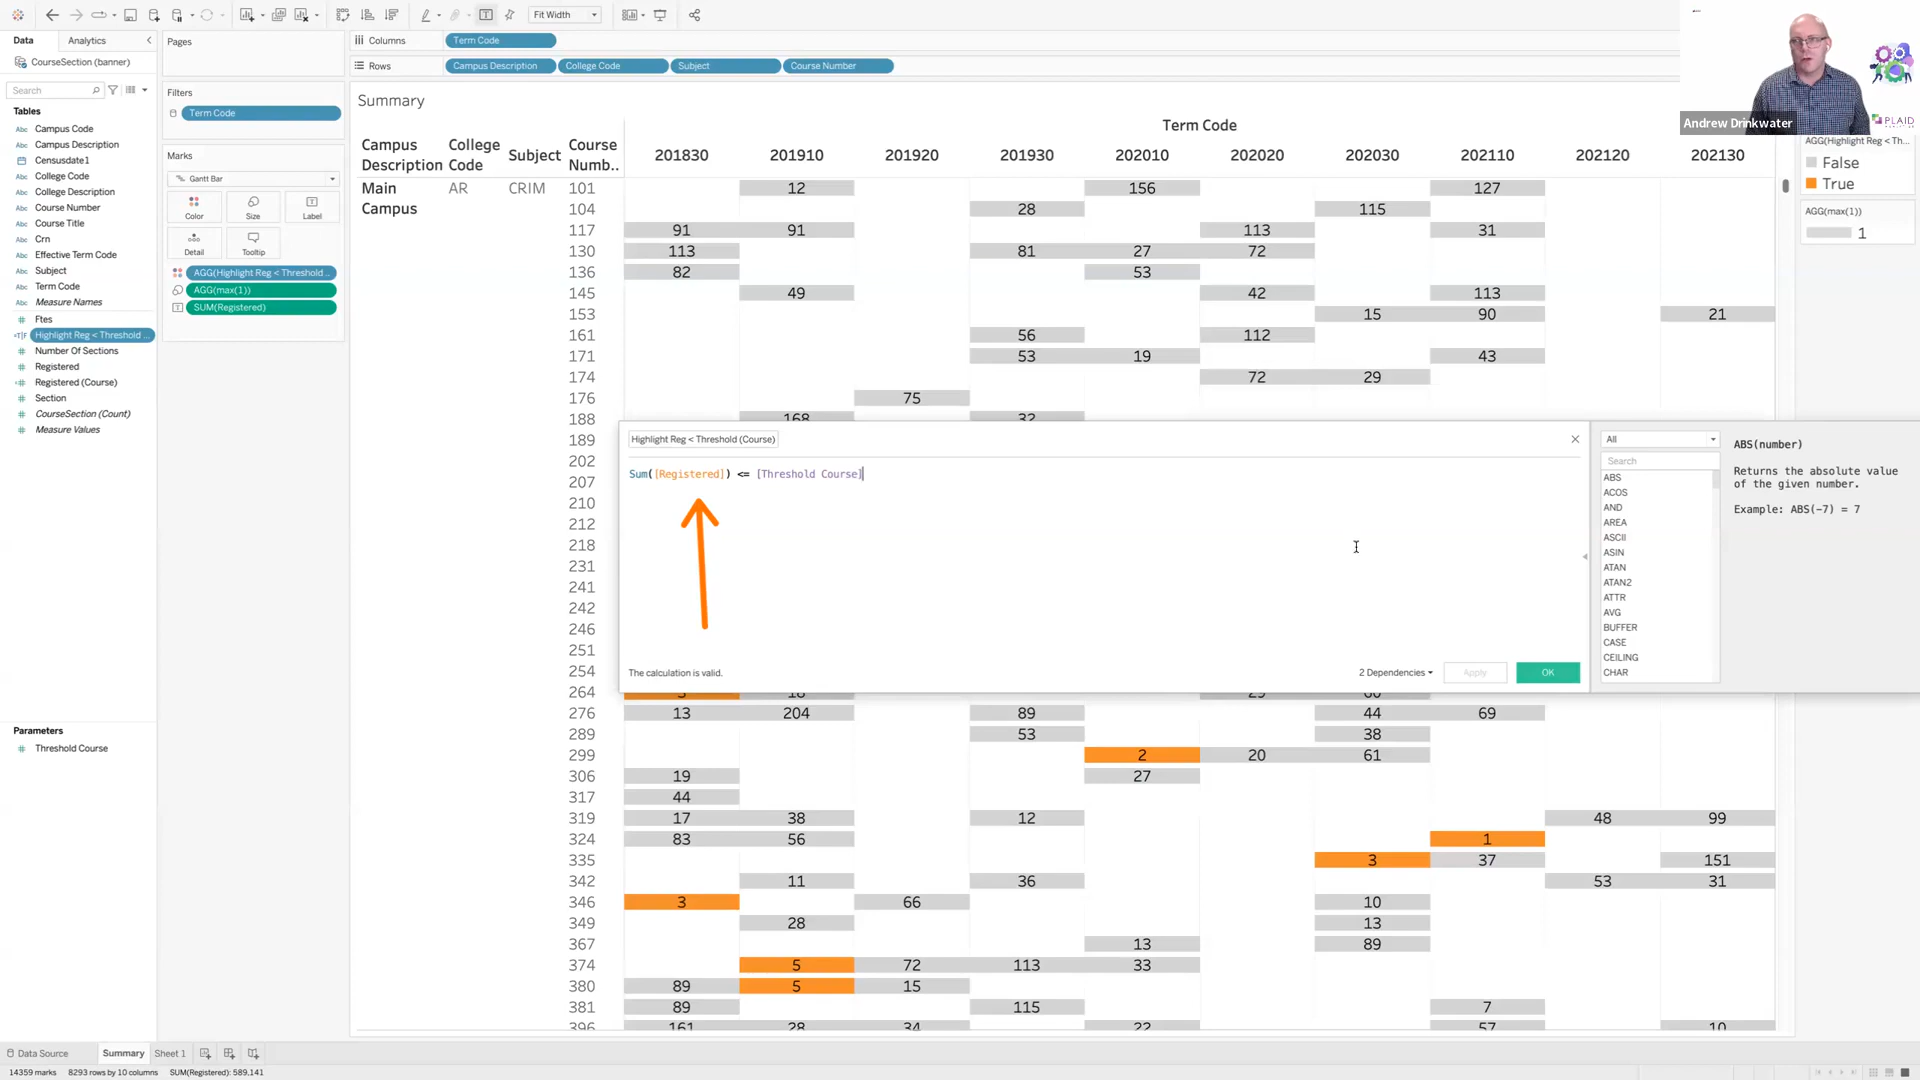 Fit Width
Data
Analytics
Pages
Columns
Term Code
CourseSection (banner)
Rows
Campus Description
College Code
Subject
Course Number
Search
Filters
Term Code
Summary
Andrew Drinkwater
PLAID
Tables
Campus Code
Campus Description
Censusdate1
College Code
College Description
Course Number
Course Title
Crn
Effective Term Code
Subject
Term Code
Measure Names
Ftes
Highlight Reg < Threshold ...
Number Of Sections
Registered
Registered (Course)
Section
CourseSection (Count)
Measure Values
Parameters
Threshold Course
Marks
Gantt Bar
Color
Size
Label
Detail
Tooltip
AGG(Highlight Reg < Threshold ..
AGG(max(1))
SUM(Registered)
Term Code
Campus Description
College Code
Subject
Course Numb..
201830 201910 201920 201930 202010 202020 202030 202110 202120 202130
Main Campus
AR
CRIM
101 12 156 127
104 28 115
117 91 91 113 31
130 113 81 27 72
136 82 53
145 49 42 113
153 15 90 21
161 56 112
171 53 19 43
174 72 29
176 75
188 168 32
189
202
207
210
212
218
231
241
242
246
251
254
264
276 13 204 89 44 69
289 53 38
299 2 20 61
306 19 27
317 44
319 17 38 12 48 99
324 83 56 1
335 3 37 151
342 11 36 53 31
346 3 66 10
349 28 13
367 13 89
374 5 72 113 33
380 89 5 15
381 89 115 7
396 161 28 34 22 57 10
AGG(Highlight Reg < Th...
False
True
AGG(max(1))
1
Highlight Reg < Threshold (Course)
Sum([Registered]) <= [Threshold Course]
The calculation is valid.
2 Dependencies
Apply
OK
All
Search
ABS
ACOS
AND
AREA
ASCII
ASIN
ATAN
ATAN2
ATTR
AVG
BUFFER
CASE
CEILING
CHAR
ABS(number)
Returns the absolute value
of the given number.
Example: ABS(-7) = 7
Data Source
Summary
Sheet 1
14359 marks
8293 rows by 10 columns
SUM(Registered): 589,141